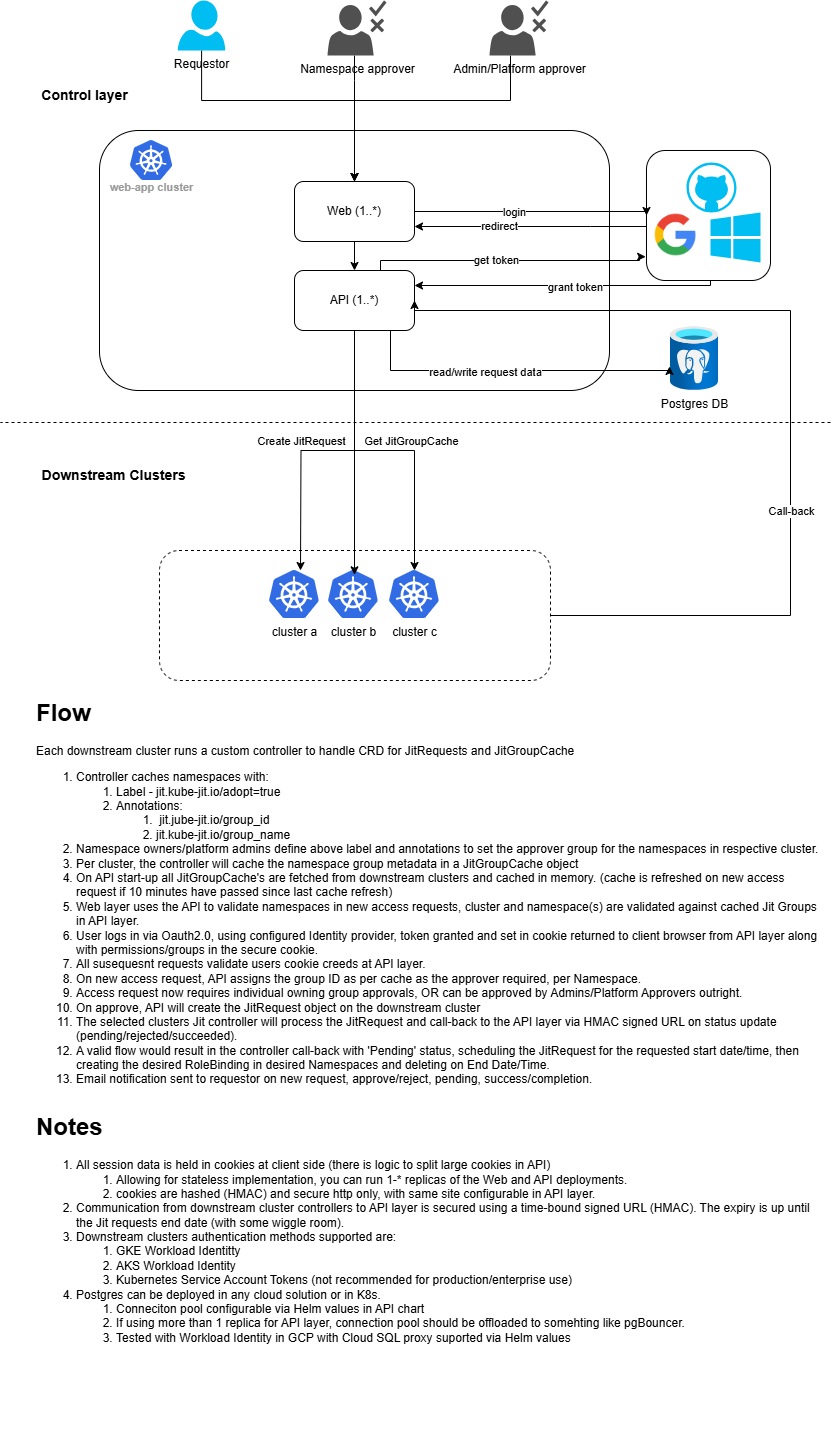 Requestor
Namespace approver
Admin/Platform approver
Control layer
web-app cluster
Web (1..*)
login
redirect
get token
grant token
API (1..*)
read/write request data
Postgres DB
Create JitRequest
Get JitGroupCache
Downstream Clusters
Call-back
cluster a
cluster b
cluster c
Flow
Each downstream cluster runs a custom controller to handle CRD for JitRequests and JitGroupCache
1. Controller caches namespaces with:
1. Label - jit.kube-jit.io/adopt=true
2. Annotations:
1. jit.jube-jit.io/group_id
2. jit.kube-jit.io/group_name
2. Namespace owners/platform admins define above label and annotations to set the approver group for the namespaces in respective cluster.
3. Per cluster, the controller will cache the namespace group metadata in a JitGroupCache object
4. On API start-up all JitGroupCache's are fetched from downstream clusters and cached in memory. (cache is refreshed on new access
request if 10 minutes have passed since last cache refresh)
5. Web layer uses the API to validate namespaces in new access requests, cluster and namespace(s) are validated against cached Jit Groups
in API layer.
6. User logs in via Oauth2.0, using configured Identity provider, token granted and set in cookie returned to client browser from API layer along
with permissions/groups in the secure cookie.
7. All susequesnt requests validate users cookie creeds at API layer.
8. On new access request, API assigns the group ID as per cache as the approver required, per Namespace.
9. Access request now requires individual owning group approvals, OR can be approved by Admins/Platform Approvers outright.
10. On approve, API will create the JitRequest object on the downstream cluster
11. The selected clusters Jit controller will process the JitRequest and call-back to the API layer via HMAC signed URL on status update
(pending/rejected/succeeded).
12. A valid flow would result in the controller call-back with 'Pending' status, scheduling the JitRequest for the requested start date/time, then
creating the desired RoleBinding in desired Namespaces and deleting on End Date/Time.
13. Email notification sent to requestor on new request, approve/reject, pending, success/completion.
Notes
1. All session data is held in cookies at client side (there is logic to split large cookies in API)
1. Allowing for stateless implementation, you can run 1-* replicas of the Web and API deployments.
2. cookies are hashed (HMAC) and secure http only, with same site configurable in API layer.
2. Communication from downstream cluster controllers to API layer is secured using a time-bound signed URL (HMAC). The expiry is up until
the Jit requests end date (with some wiggle room).
3. Downstream clusters authentication methods supported are:
1. GKE Workload Identitty
2. AKS Workload Identity
3. Kubernetes Service Account Tokens (not recommended for production/enterprise use)
4. Postgres can be deployed in any cloud solution or in K8s.
1. Conneciton pool configurable via Helm values in API chart
2. If using more than 1 replica for API layer, connection pool should be offloaded to somehting like pgBouncer.
3. Tested with Workload Identity in GCP with Cloud SQL proxy suported via Helm values